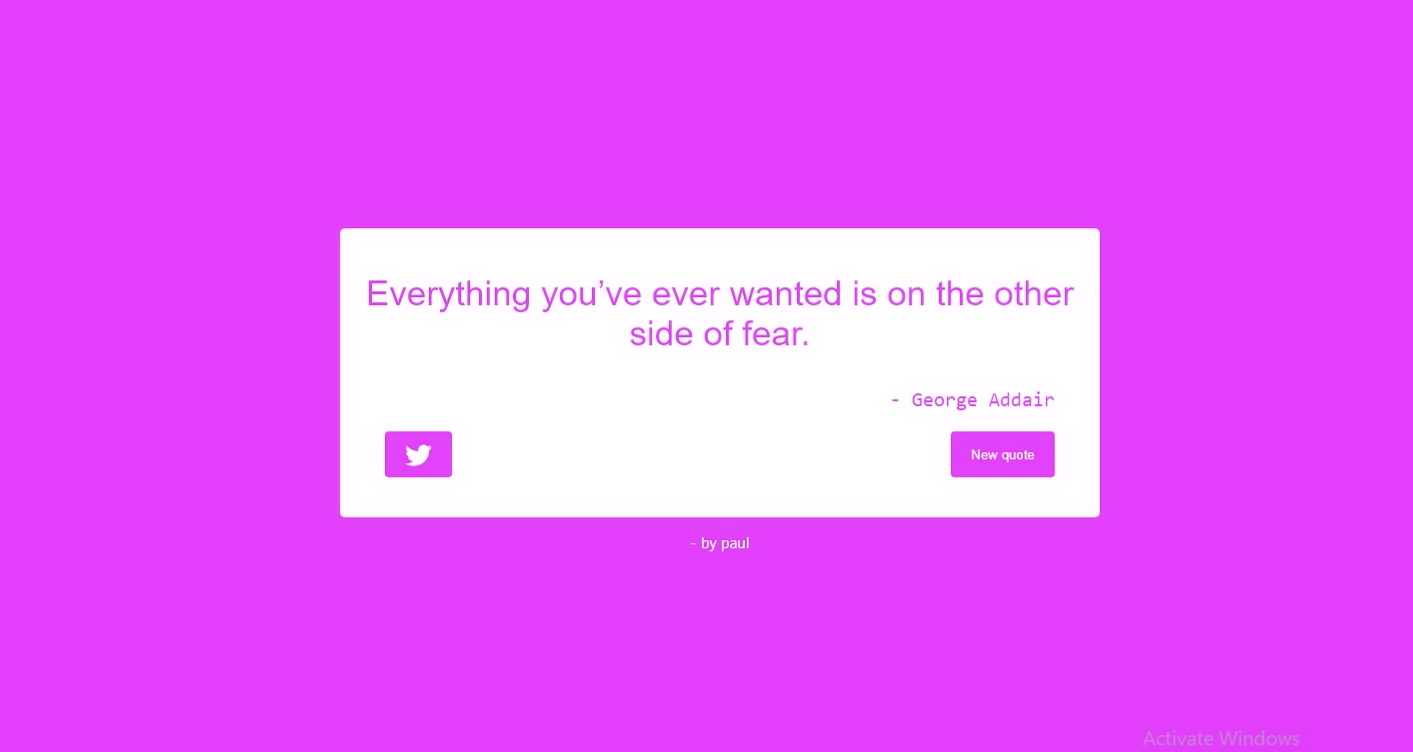 Everything you’ve ever wanted is on the other
side of fear.
- George Addair
New quote
- by paul
Activate Windows